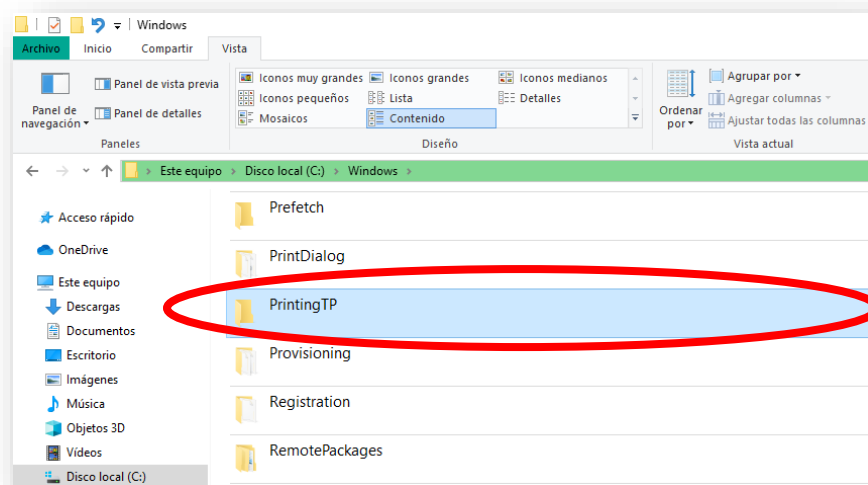 Windows
Archivo Inicio Compartir Vista
Panel de navegación
Panel de vista previa
Panel de detalles
Paneles
Iconos muy grandes Iconos grandes Iconos medianos
Iconos pequeños Lista Detalles
Mosaicos Contenido
Diseño
Ordenar por
Agrupar por
Agregar columnas
Ajustar todas las columnas
Vista actual
Este equipo Disco local (C:) Windows
Acceso rápido
OneDrive
Este equipo
Descargas
Documentos
Escritorio
Imágenes
Música
Objetos 3D
Vídeos
Disco local (C:)
Prefetch
PrintDialog
PrintingTP
Provisioning
Registration
RemotePackages